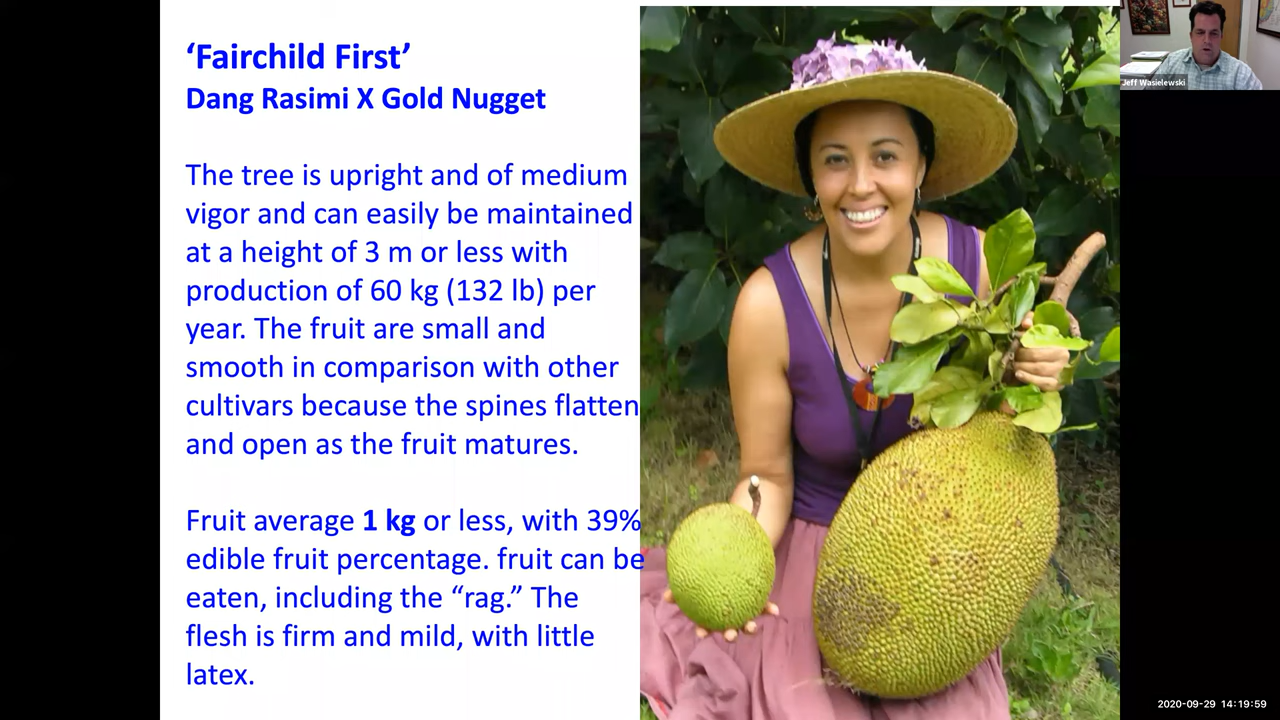 ‘Fairchild First’
Dang Rasimi X Gold Nugget
The tree is upright and of medium
vigor and can easily be maintained
at a height of 3 m or less with
production of 60 kg (132 lb) per
year. The fruit are small and
smooth in comparison with other
cultivars because the spines flatten
and open as the fruit matures.
Fruit average 1 kg or less, with 39%
edible fruit percentage. fruit can be
eaten, including the “rag.” The
flesh is firm and mild, with little
latex.
Jeff Wasielewski
2020-09-29 14:19:59